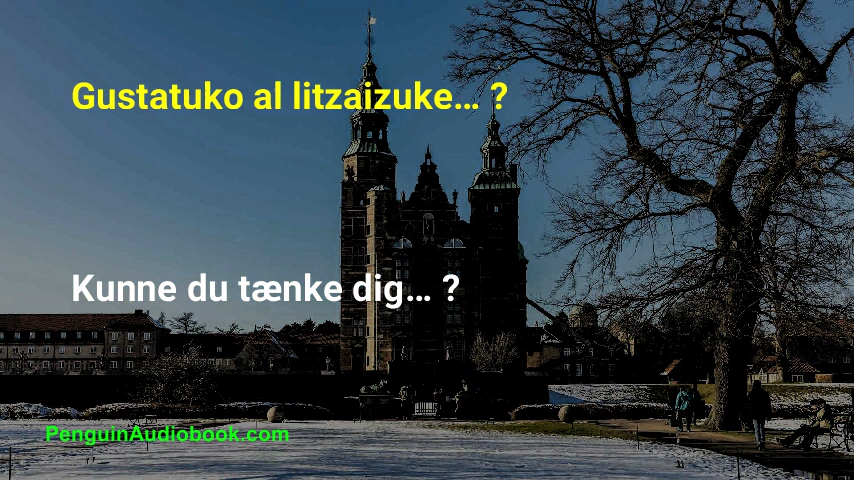 Gustatuko al litzaizuke… ?
Kunne du tænke dig… ?
PenguinAudiobook.com